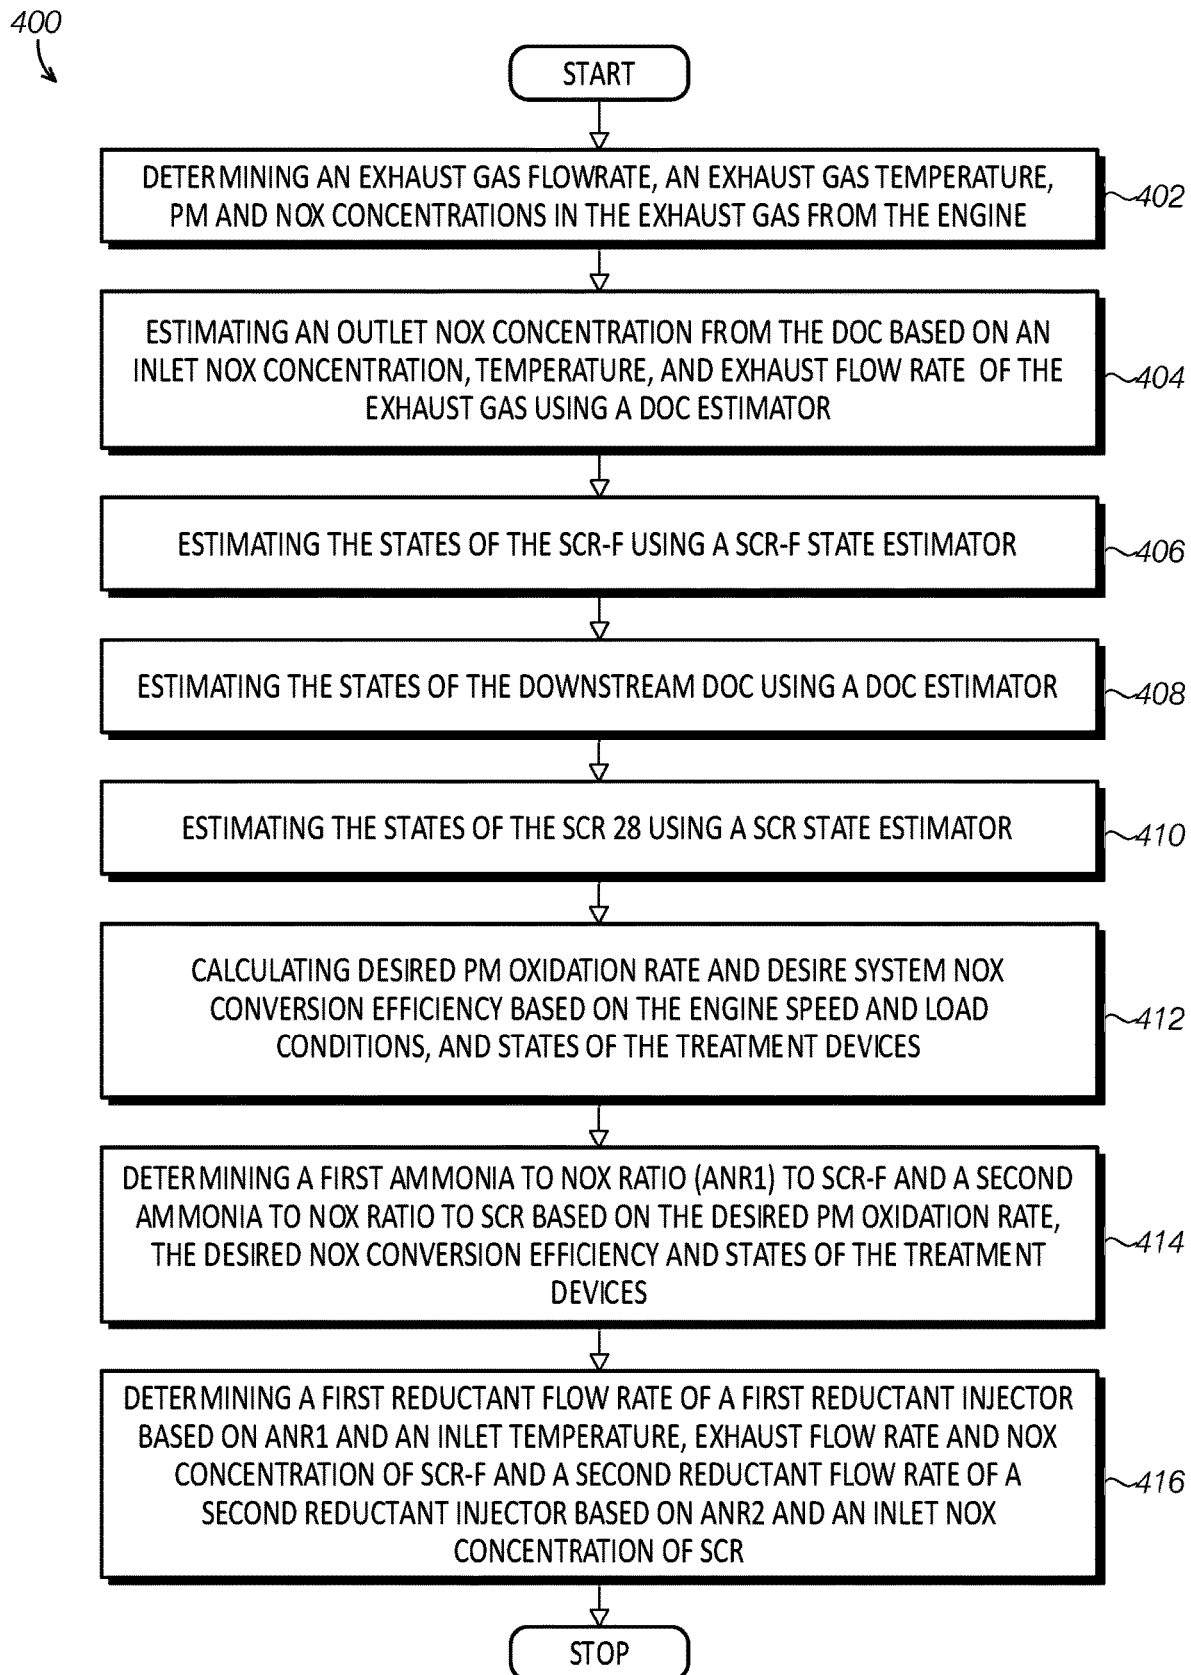 400
START
DETERMINING AN EXHAUST GAS FLOWRATE, AN EXHAUST GAS TEMPERATURE,
PM AND NOX CONCENTRATIONS IN THE EXHAUST GAS FROM THE ENGINE
402
ESTIMATING AN OUTLET NOX CONCENTRATION FROM THE DOC BASED ON AN
INLET NOX CONCENTRATION, TEMPERATURE, AND EXHAUST FLOW RATE OF THE
EXHAUST GAS USING A DOC ESTIMATOR
404
ESTIMATING THE STATES OF THE SCR-F USING A SCR-F STATE ESTIMATOR
406
ESTIMATING THE STATES OF THE DOWNSTREAM DOC USING A DOC ESTIMATOR
408
ESTIMATING THE STATES OF THE SCR 28 USING A SCR STATE ESTIMATOR
410
CALCULATING DESIRED PM OXIDATION RATE AND DESIRE SYSTEM NOX
CONVERSION EFFICIENCY BASED ON THE ENGINE SPEED AND LOAD
CONDITIONS, AND STATES OF THE TREATMENT DEVICES
412
DETERMINING A FIRST AMMONIA TO NOX RATIO (ANR1) TO SCR-F AND A SECOND
AMMONIA TO NOX RATIO TO SCR BASED ON THE DESIRED PM OXIDATION RATE,
THE DESIRED NOX CONVERSION EFFICIENCY AND STATES OF THE TREATMENT
DEVICES
414
DETERMINING A FIRST REDUCTANT FLOW RATE OF A FIRST REDUCTANT INJECTOR
BASED ON ANR1 AND AN INLET TEMPERATURE, EXHAUST FLOW RATE AND NOX
CONCENTRATION OF SCR-F AND A SECOND REDUCTANT FLOW RATE OF A
SECOND REDUCTANT INJECTOR BASED ON ANR2 AND AN INLET NOX
CONCENTRATION OF SCR
416
STOP